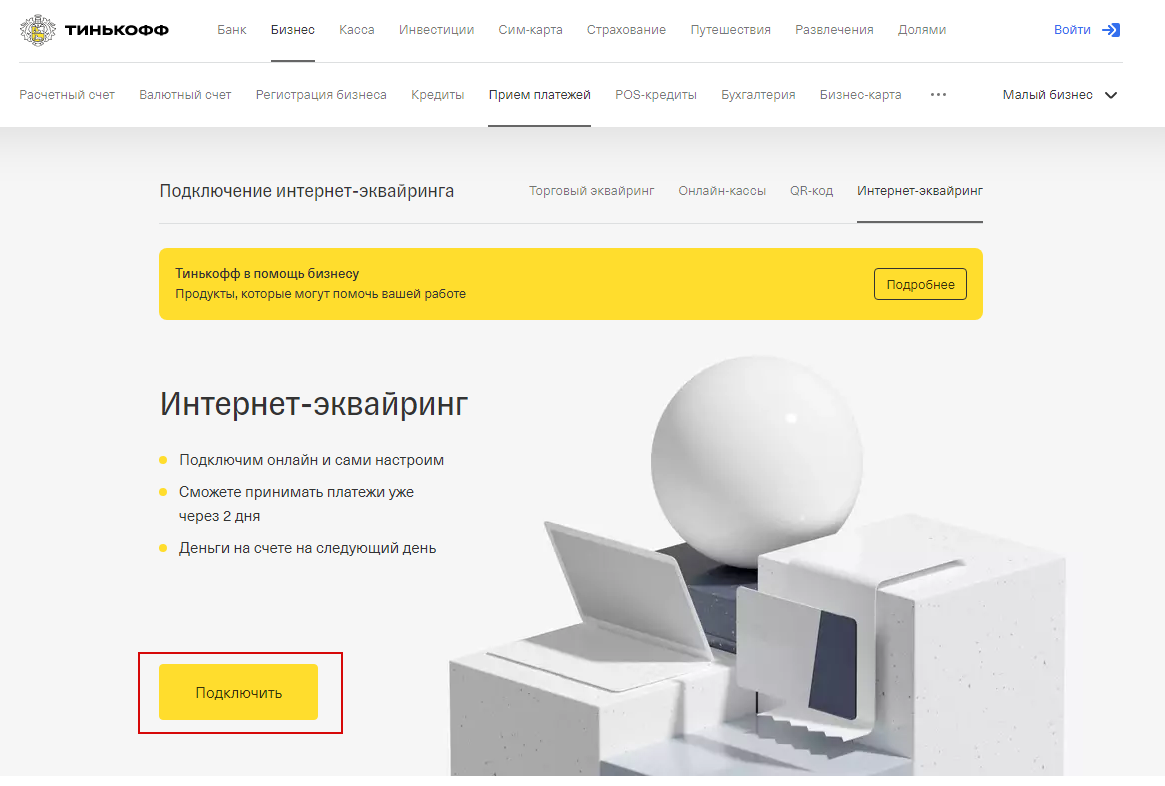 ТИНЬКОФФ
Банк
Бизнес
Касса
Инвестиции
Сим-карта
Страхование
Путешествия
Развлечения
Долями
Войти
Расчетный счет
Валютный счет
Регистрация бизнеса
Кредиты
Прием платежей
POS-кредиты
Бухгалтерия
Бизнес-карта
Малый бизнес
Подключение интернет-эквайринга
Торговый эквайринг
Онлайн-кассы
QR-код
Интернет-эквайринг
Тинькофф в помощь бизнесу
Продукты, которые могут помочь вашей работе
Подробнее
Интернет-эквайринг
Подключим онлайн и сами настроим
Сможете принимать платежи уже
через 2 дня
Деньги на счете на следующий день
Подключить